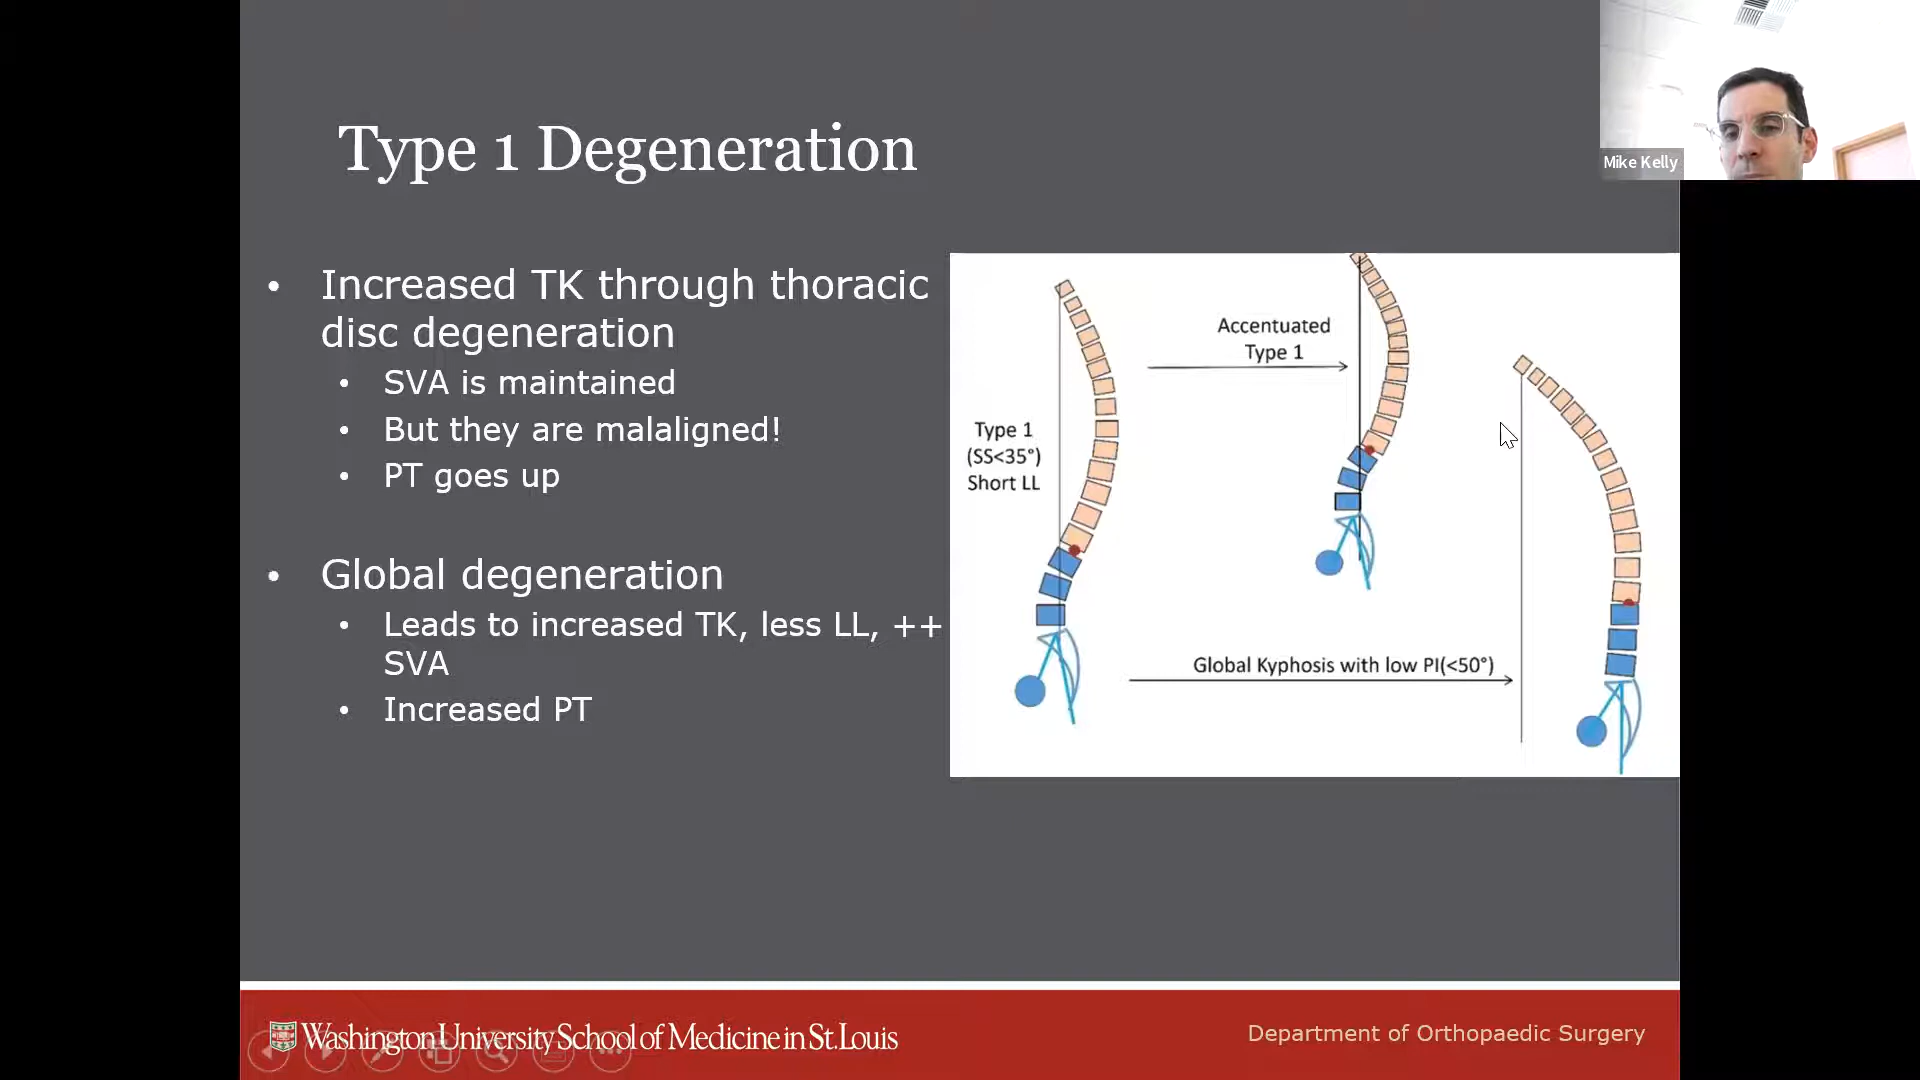 Mike Kelly
Type 1 Degeneration
• Increased TK through thoracic
disc degeneration
• SVA is maintained
• But they are malaligned!
• PT goes up
• Global degeneration
• Leads to increased TK, less LL, ++
SVA
• Increased PT
Type 1
(SS<35°)
Short LL
Accentuated
Type 1
Global Kyphosis with low PI(<50°)
Washington University School of Medicine in St. Louis
Department of Orthopaedic Surgery